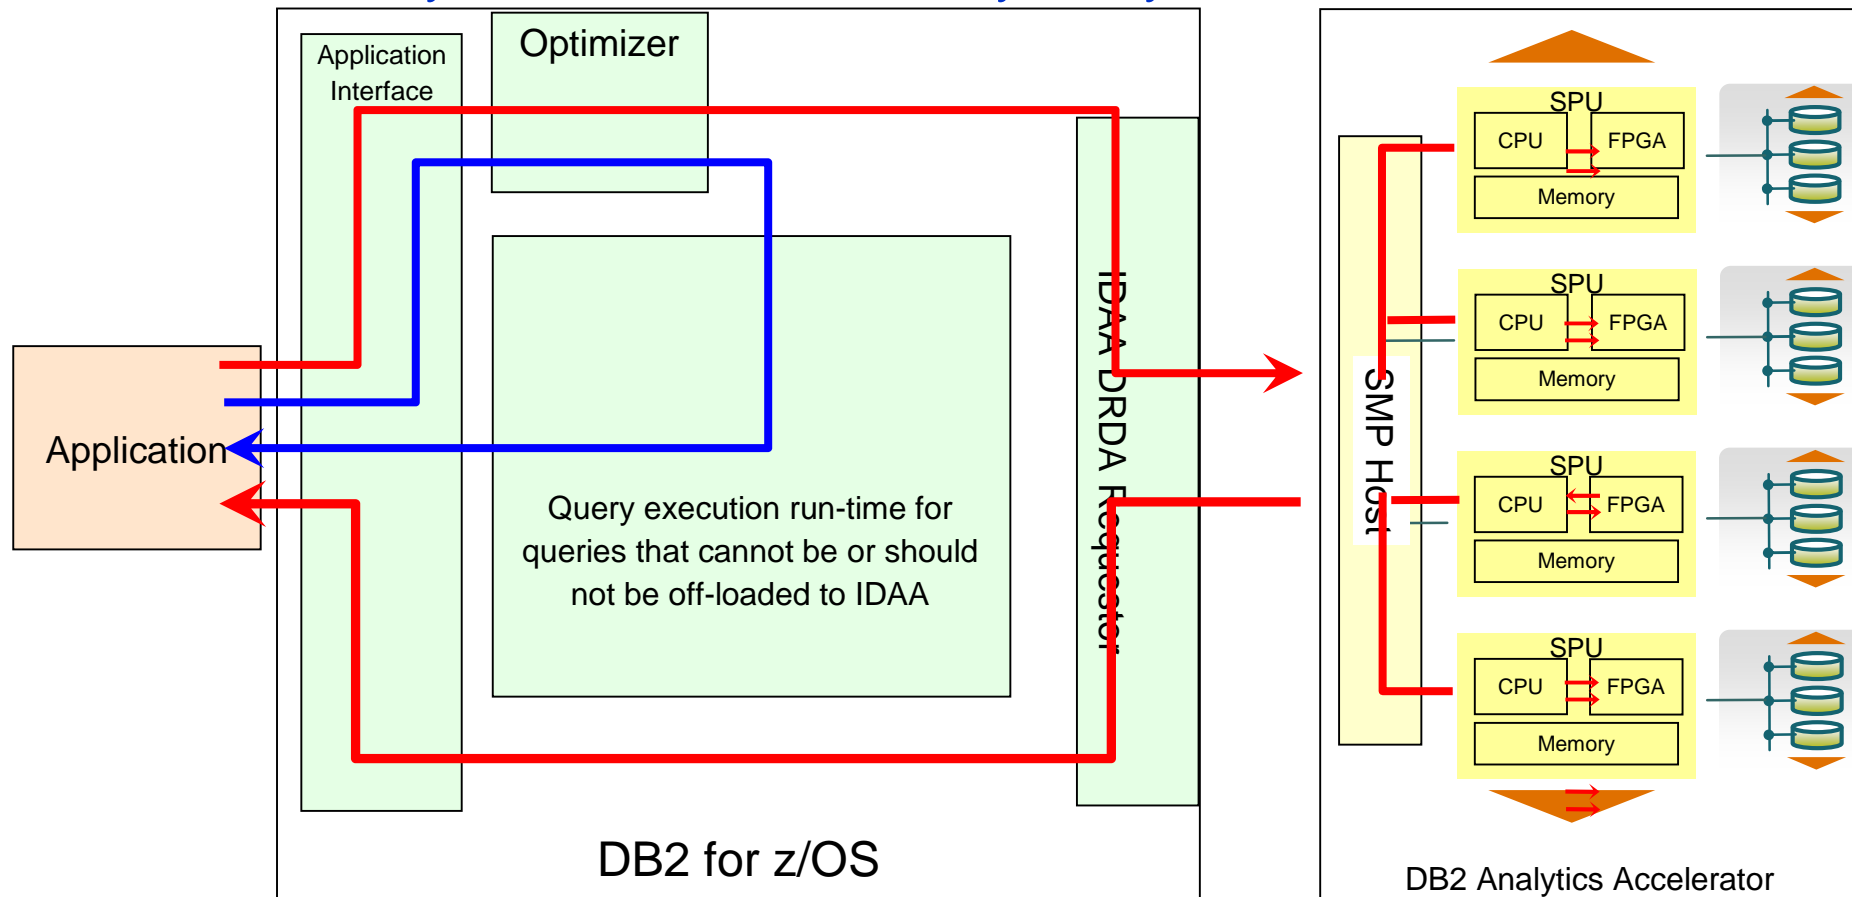 Application
Interface
Optimizer
Application
Query execution run-time for
queries that cannot be or should
not be off-loaded to IDAA
IDAA DRDA Requestor
DB2 for z/OS
SMP Host
SPU
CPU
FPGA
Memory
SPU
CPU
FPGA
Memory
SPU
CPU
FPGA
Memory
SPU
CPU
FPGA
Memory
DB2 Analytics Accelerator